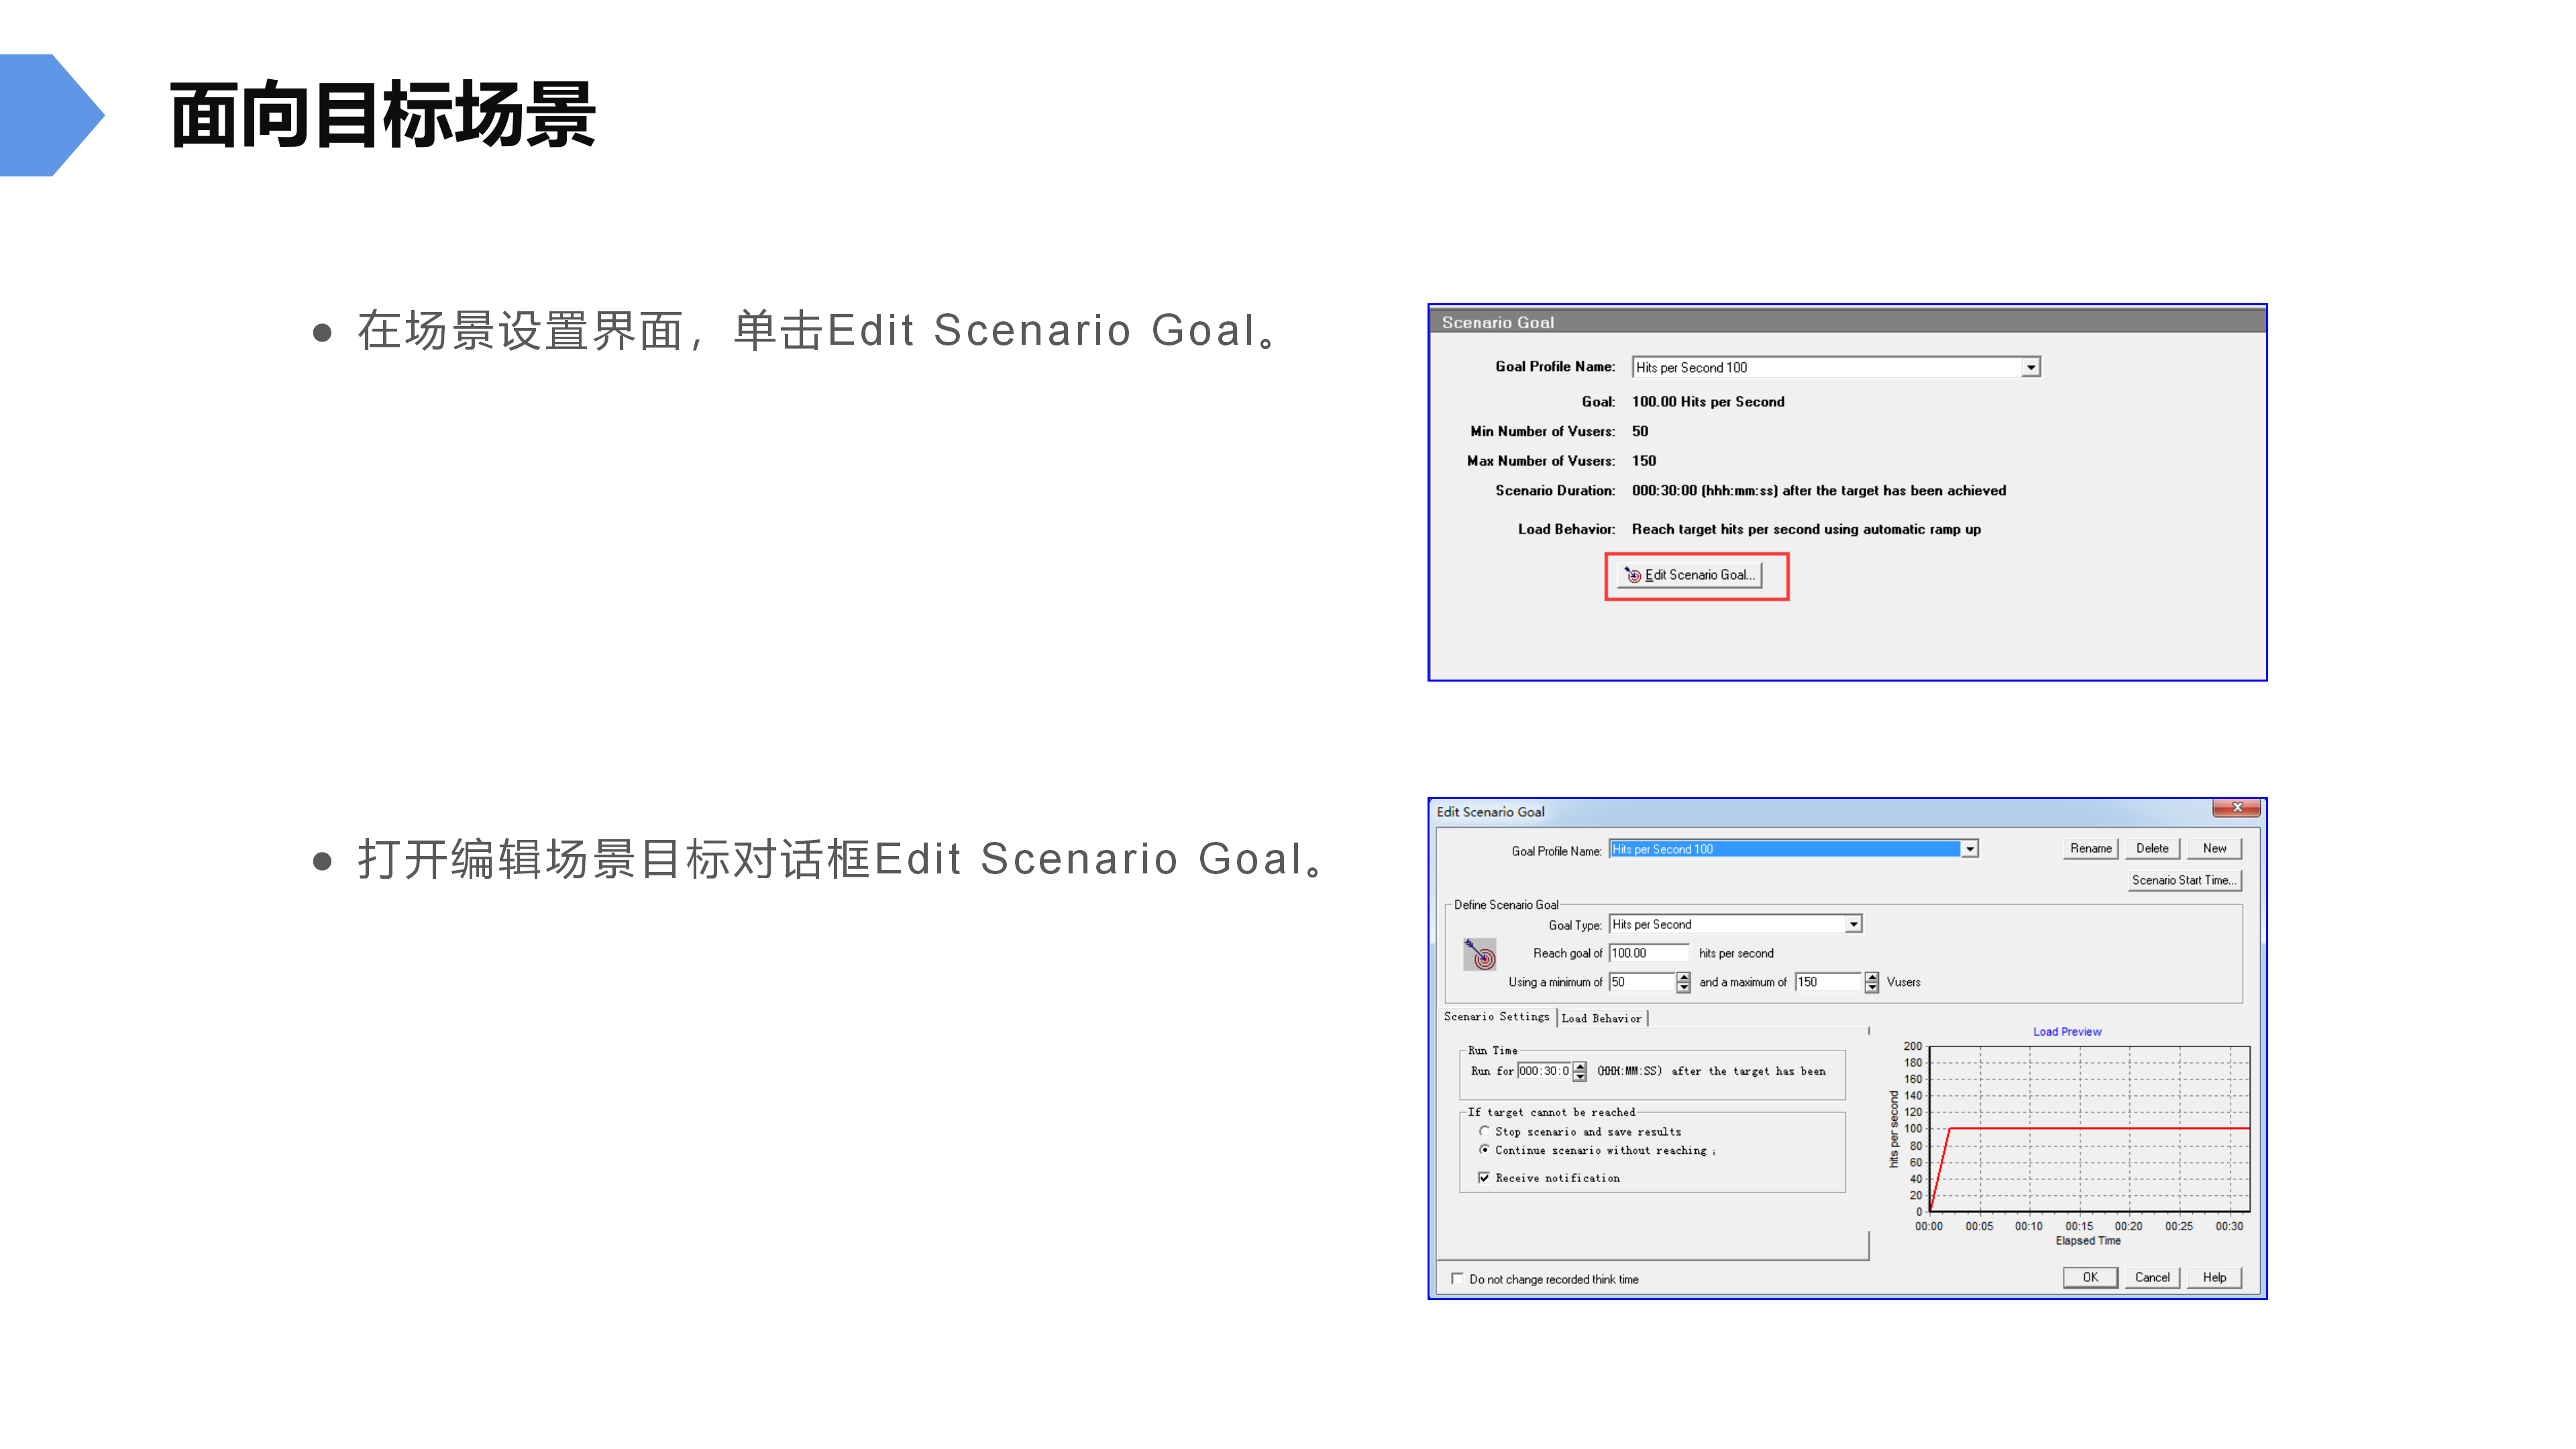 面向目标场景
● 在场景设置界面，单击Edit Scenario Goal。
Scenario Goal
Goal Profile Name: Hits per Second 100
Goal: 100.00 Hits per Second
Min Number of Vusers: 50
Max Number of Vusers: 150
Scenario Duration: 000:30:00 (hhh:mm:ss) after the target has been achieved
Load Behavior: Reach target hits per second using automatic ramp up
Edit Scenario Goal...
● 打开编辑场景目标对话框Edit Scenario Goal。
Edit Scenario Goal
Goal Profile Name: Hits per Second 100 Rename Delete New
Scenario Start Time...
Define Scenario Goal
Goal Type: Hits per Second
Reach goal of 100.00 hits per second
Using a minimum of 50 and a maximum of 150 Vusers
Scenario Settings Load Behavior
Run Time
Run for 000:30:0 (HHH:MM:SS) after the target has been
If target cannot be reached
Stop scenario and save results
Continue scenario without reaching
Receive notification
Load Preview
hits per second
200
180
160
140
120
100
80
60
40
20
0
00:00 00:05 00:10 00:15 00:20 00:25 00:30
Elapsed Time
Do not change recorded think time
OK Cancel Help